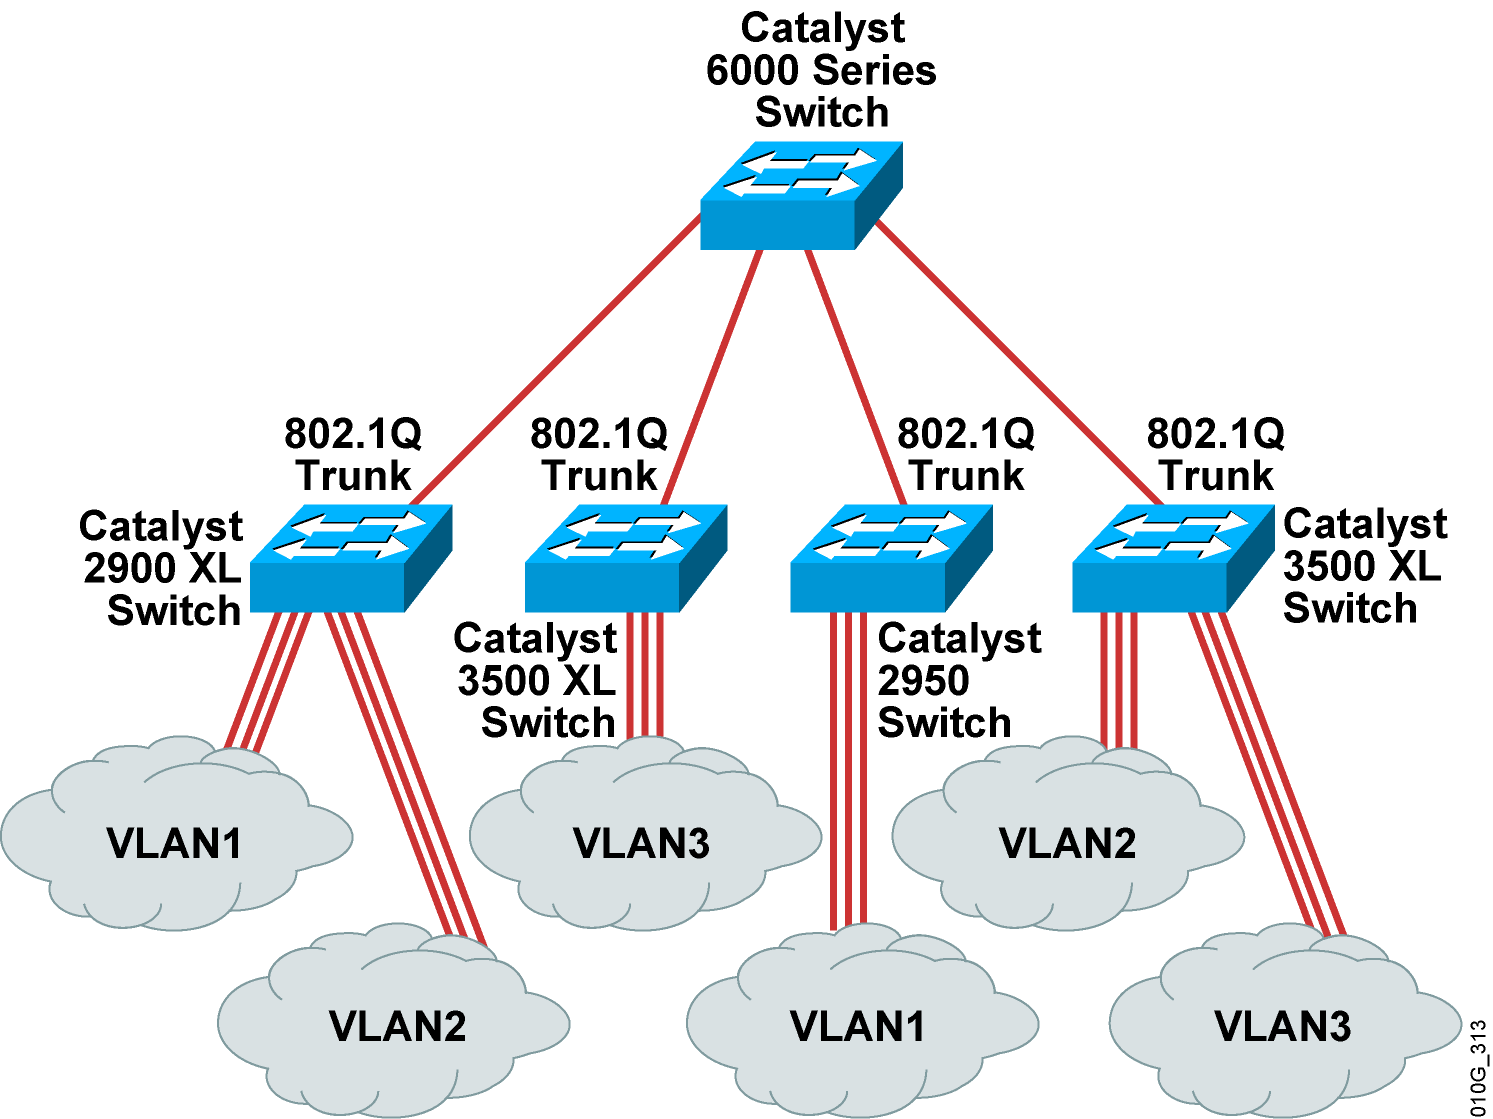 Catalyst
6000 Series
Switch
802.1Q
Trunk
802.1Q
Trunk
802.1Q
Trunk
802.1Q
Trunk
Catalyst
2900 XL
Switch
Catalyst
3500 XL
Switch
Catalyst
2950
Switch
Catalyst
3500 XL
Switch
VLAN1
VLAN3
VLAN2
VLAN2
VLAN1
VLAN3
010G_313